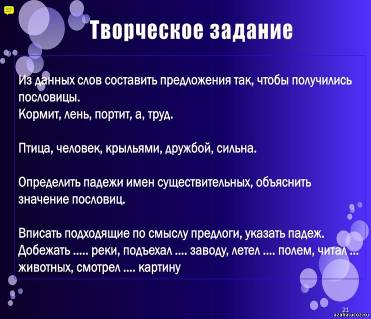 Творческое задание
Из данных слов составить предложения так, чтобы получились
пословицы.
Кормит, лень, портит, а, труд.
Птица, человек, крыльями, дружбой, сильна.
Определить падежи имен существительных, объяснить
значение пословиц.
Вписать подходящие по смыслу предлоги, указать падеж.
Добежать ..... реки, подъехал .... заводу, летел .... полем, читал ...
животных, смотрел .... картину
21